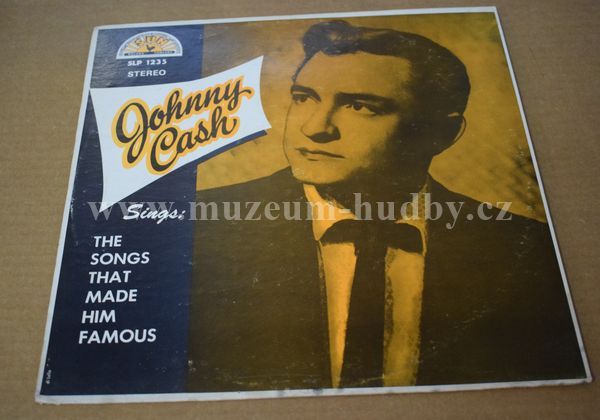 SUN
SLP 1235
STEREO
Johnny
Cash
Sings:
THE
SONGS
THAT
MADE
HIM
FAMOUS
www.muzeum-hudby.cz